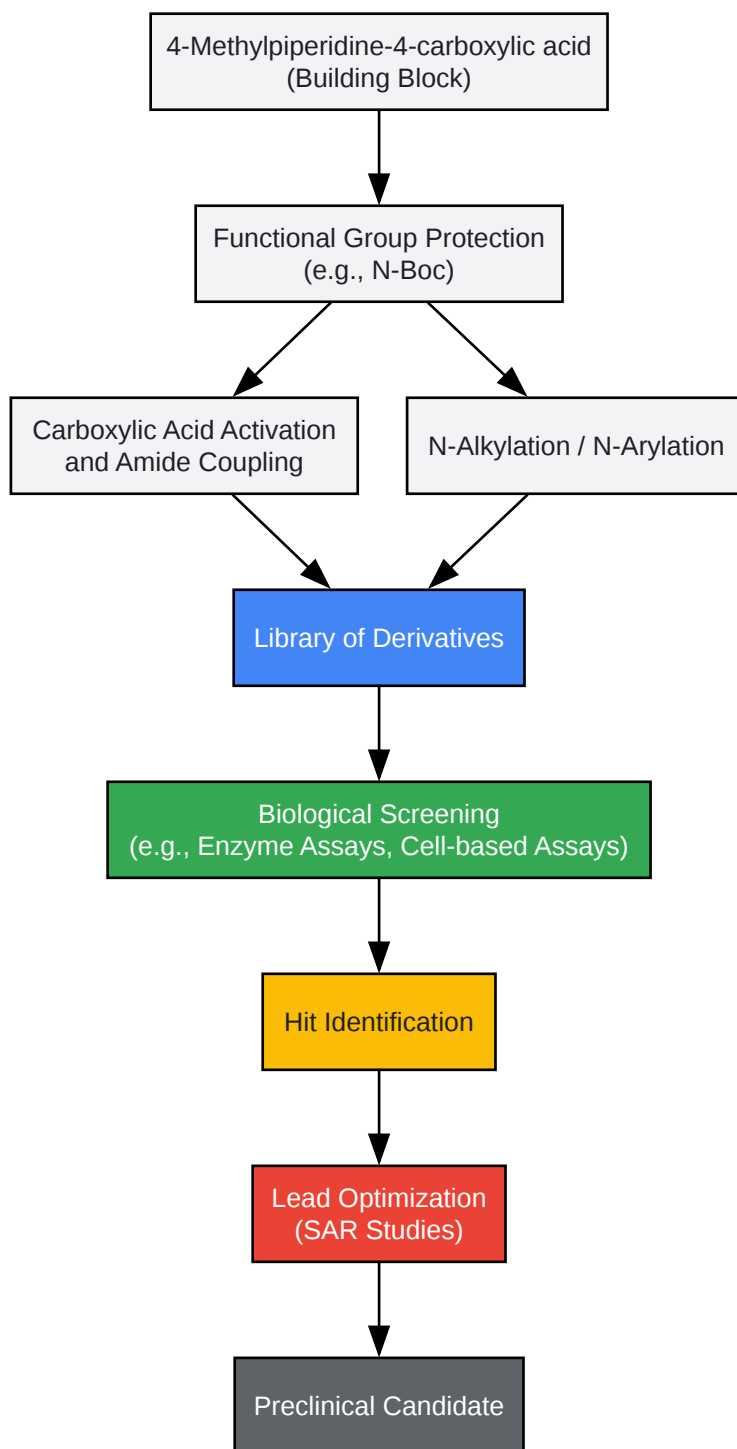 4-Methylpiperidine-4-carboxylic acid
(Building Block)
Functional Group Protection
(e.g., N-Boc)
Carboxylic Acid Activation
and Amide Coupling
N-Alkylation / N-Arylation
Library of Derivatives
Biological Screening
(e.g., Enzyme Assays, Cell-based Assays)
Hit Identification
Lead Optimization
(SAR Studies)
Preclinical Candidate